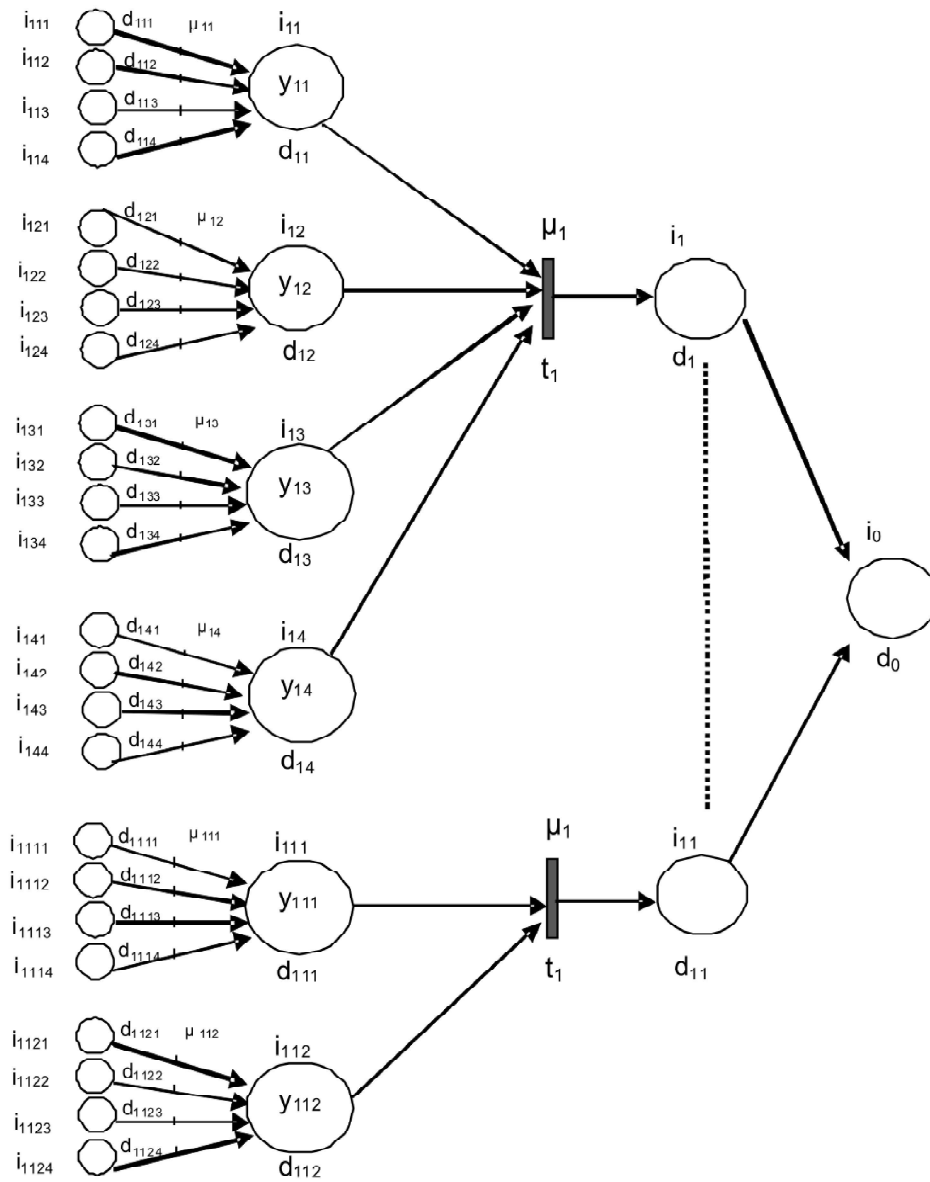 i111 d111 μ11 i11
i112 d112 y11
i113 d113
i114 d114 d11
i121 d121 μ12 i12
i122 d122 y12
i123 d123
i124 d124 d12
μ1 i1
t1 d1
i131 d131 μ13 i13
i132 d132 y13
i133 d133
i134 d134 d13
i0
d0
i141 d141 μ14 i14
i142 d142 y14
i143 d143
i144 d144 d14
i1111 d1111 μ111 i111
i1112 d1112 y111
i1113 d1113
i1114 d1114 d111
μ1 i11
t1 d11
i1121 d1121 μ112 i112
i1122 d1122 y112
i1123 d1123
i1124 d1124 d112